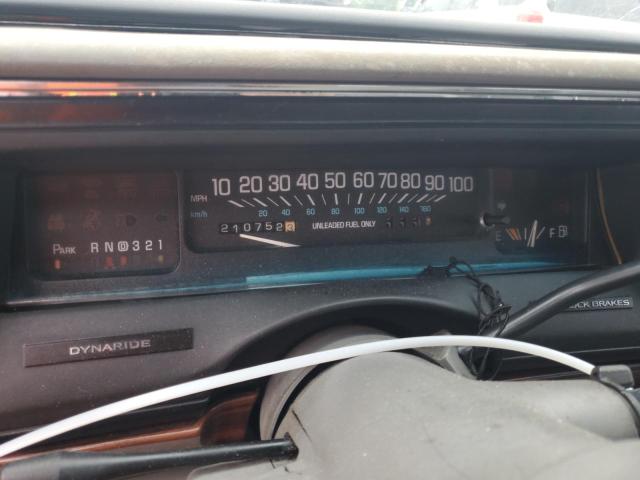 MPH 10 20 30 40 50 60 70 80 90 100
km/h 20 40 60 80 100 120 140 160
PARK R N D 3 2 1
210752
UNLEADED FUEL ONLY
E F
DYNARIDE
OCK BRAKES